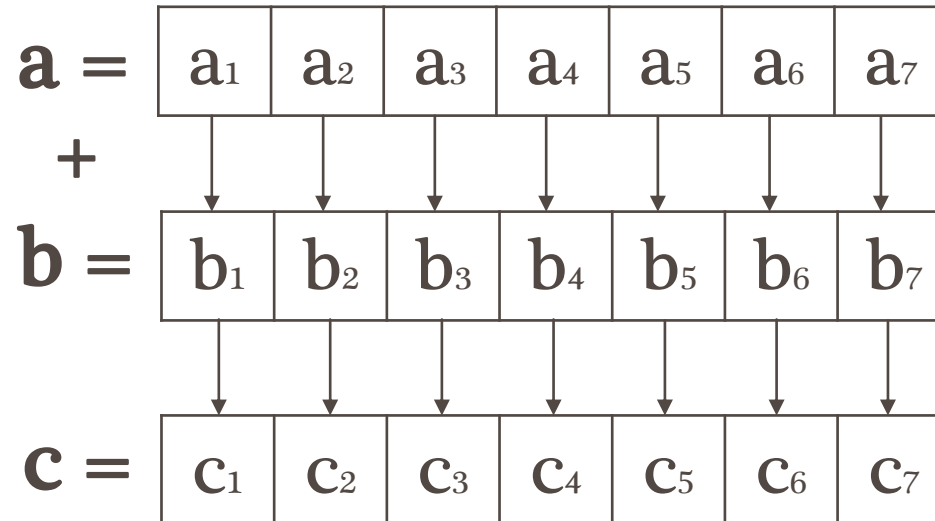 a = a₁ a₂ a₃ a₄ a₅ a₆ a₇
+
b = b₁ b₂ b₃ b₄ b₅ b₆ b₇
c = c₁ c₂ c₃ c₄ c₅ c₆ c₇